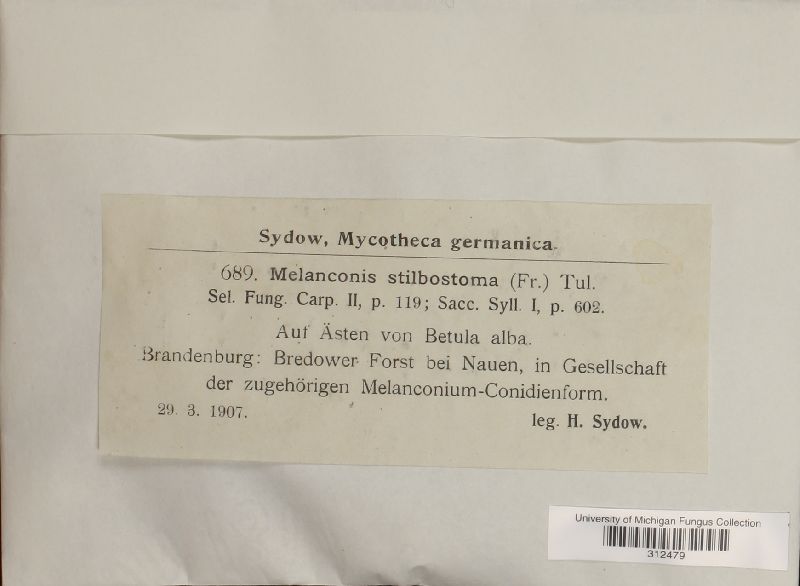 Sydow, Mycotheca germanica.
689. Melanconis stilbostoma (Fr.) Tul.
Sel. Fung. Carp. II, p. 119; Sacc. Syll. I, p. 602.
Auf Ästen von Betula alba.
Brandenburg: Bredower Forst bei Nauen, in Gesellschaft
der zugehörigen Melanconium-Conidienform.
29. 3. 1907.
leg. H. Sydow.
University of Michigan Fungus Collection
312479